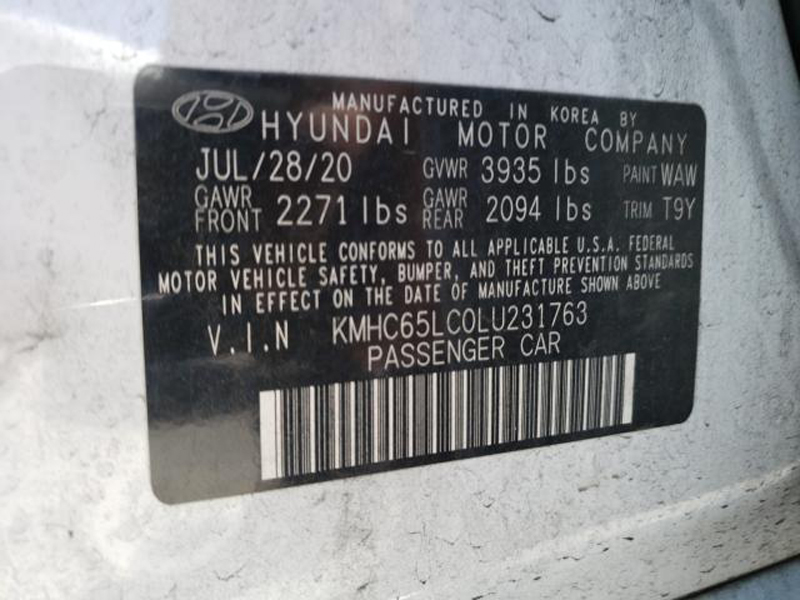 MANUFACTURED IN KOREA BY
HYUNDAI MOTOR COMPANY
JUL/28/20 GVWR 3935 lbs PAINT WAW
GAWR FRONT 2271 lbs GAWR REAR 2094 lbs TRIM T9Y
THIS VEHICLE CONFORMS TO ALL APPLICABLE U.S.A. FEDERAL
MOTOR VEHICLE SAFETY, BUMPER, AND THEFT PREVENTION STANDARDS
IN EFFECT ON THE DATE OF MANUFACTURE SHOWN ABOVE
V.I.N KMHC65LC0LU231763
PASSENGER CAR